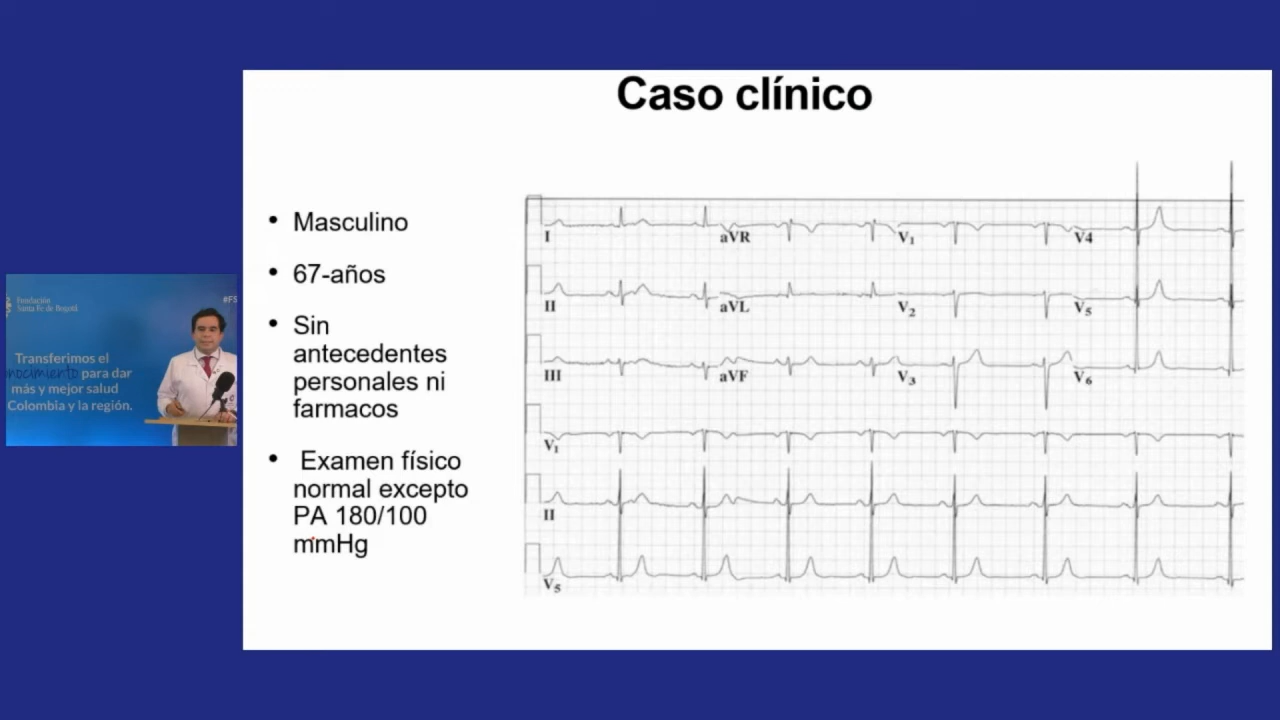 Caso clínico
• Masculino
• 67-años
• Sin
antecedentes
personales ni
farmacos
• Examen físico
normal excepto
PA 180/100
mmHg
I aVR V1 V4
II aVL V2 V5
III aVF V3 V6
V1
II
V5
Fundación
Santa Fe de Bogotá
#FS
Transferimos el
nocimiento para dar
más y mejor salud
Colombia y la región.